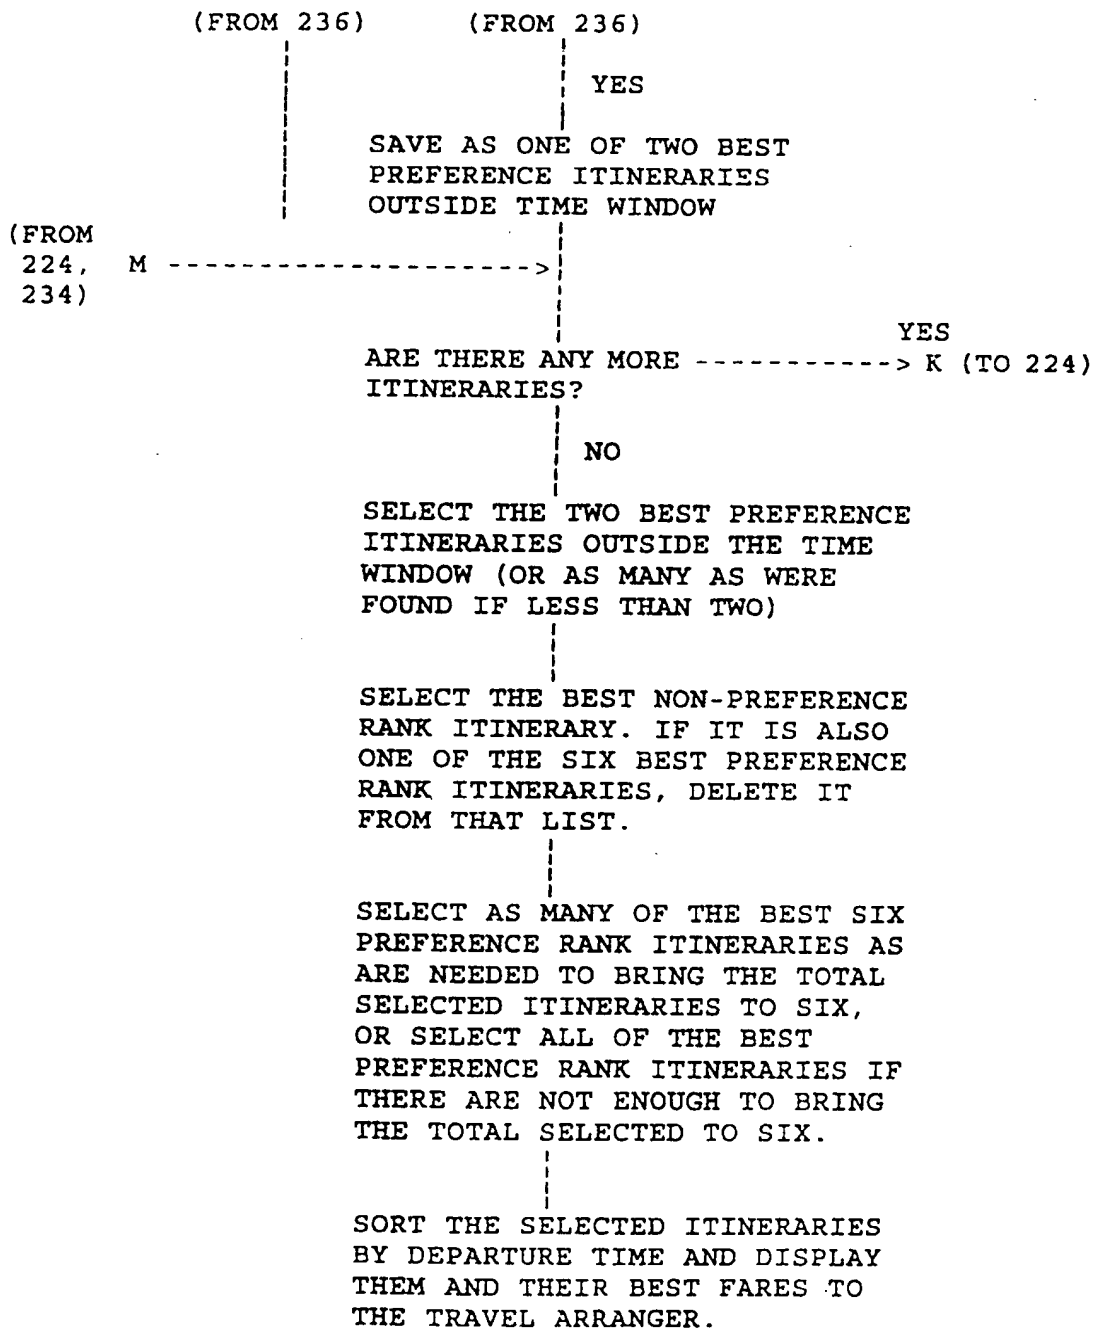 (FROM 236) (FROM 236)
YES
SAVE AS ONE OF TWO BEST
PREFERENCE ITINERARIES
OUTSIDE TIME WINDOW
(FROM
224, M
234)
YES
ARE THERE ANY MORE K (TO 224)
ITINERARIES?
NO
SELECT THE TWO BEST PREFERENCE
ITINERARIES OUTSIDE THE TIME
WINDOW (OR AS MANY AS WERE
FOUND IF LESS THAN TWO)
SELECT THE BEST NON-PREFERENCE
RANK ITINERARY. IF IT IS ALSO
ONE OF THE SIX BEST PREFERENCE
RANK ITINERARIES, DELETE IT
FROM THAT LIST.
SELECT AS MANY OF THE BEST SIX
PREFERENCE RANK ITINERARIES AS
ARE NEEDED TO BRING THE TOTAL
SELECTED ITINERARIES TO SIX,
OR SELECT ALL OF THE BEST
PREFERENCE RANK ITINERARIES IF
THERE ARE NOT ENOUGH TO BRING
THE TOTAL SELECTED TO SIX.
SORT THE SELECTED ITINERARIES
BY DEPARTURE TIME AND DISPLAY
THEM AND THEIR BEST FARES TO
THE TRAVEL ARRANGER.